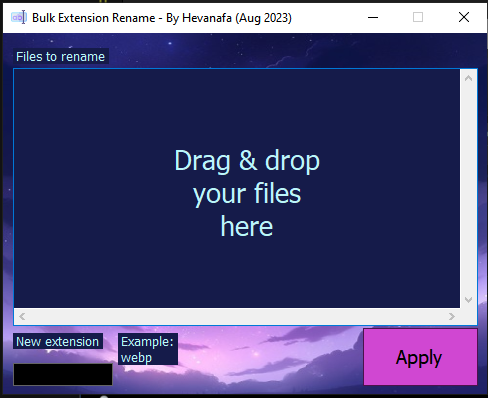 Bulk Extension Rename - By Hevanafa (Aug 2023)
Files to rename
Drag & drop
your files
here
New extension
Example:
webp
Apply